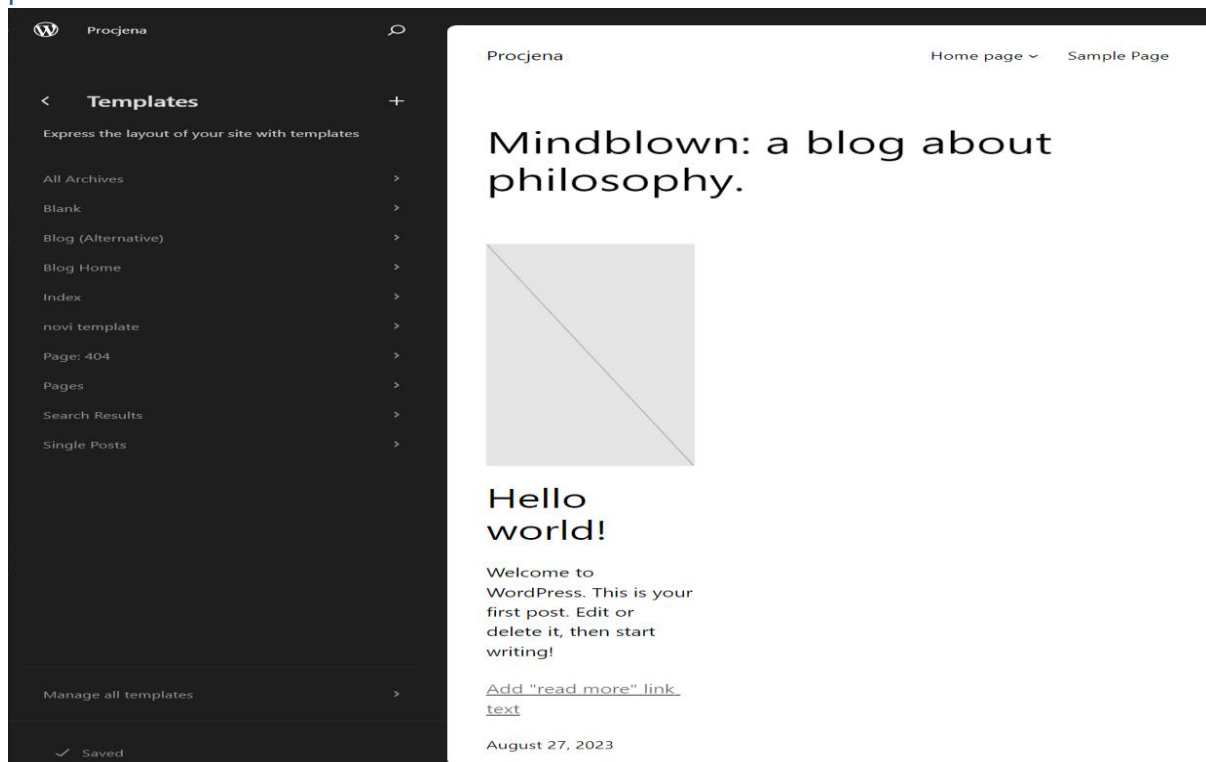 Procjena
Templates
Express the layout of your site with templates
All Archives
Blank
Blog (Alternative)
Blog Home
Index
novi template
Page: 404
Pages
Search Results
Single Posts
Manage all templates
Saved
Procjena
Home page
Sample Page
Mindblown: a blog about
philosophy.
Hello
world!
Welcome to
WordPress. This is your
first post. Edit or
delete it, then start
writing!
Add "read more" link
text
August 27, 2023